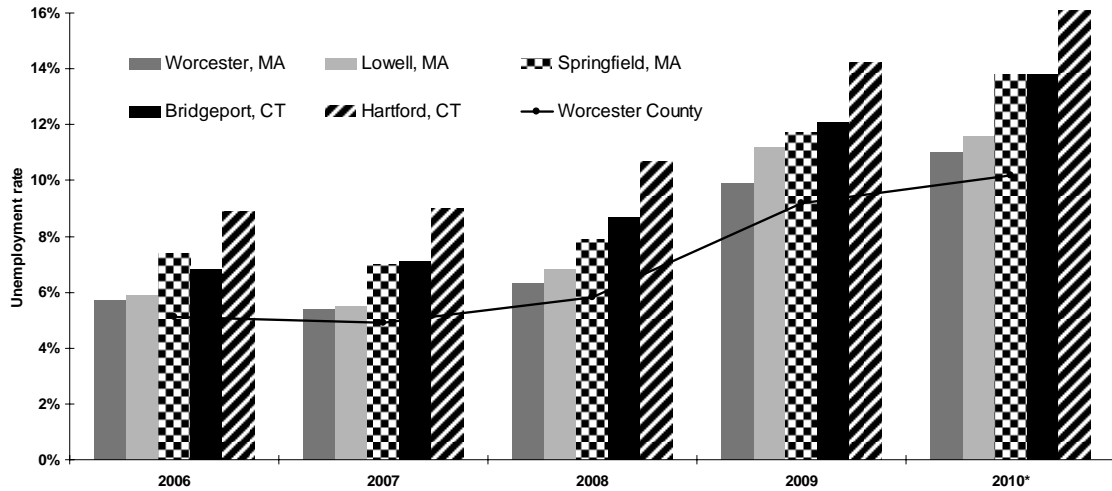 16%
14%
12%
10%
8%
6%
4%
2%
0%
Unemployment rate
Worcester, MA Lowell, MA Springfield, MA
Bridgeport, CT Hartford, CT Worcester County
2006 2007 2008 2009 2010*